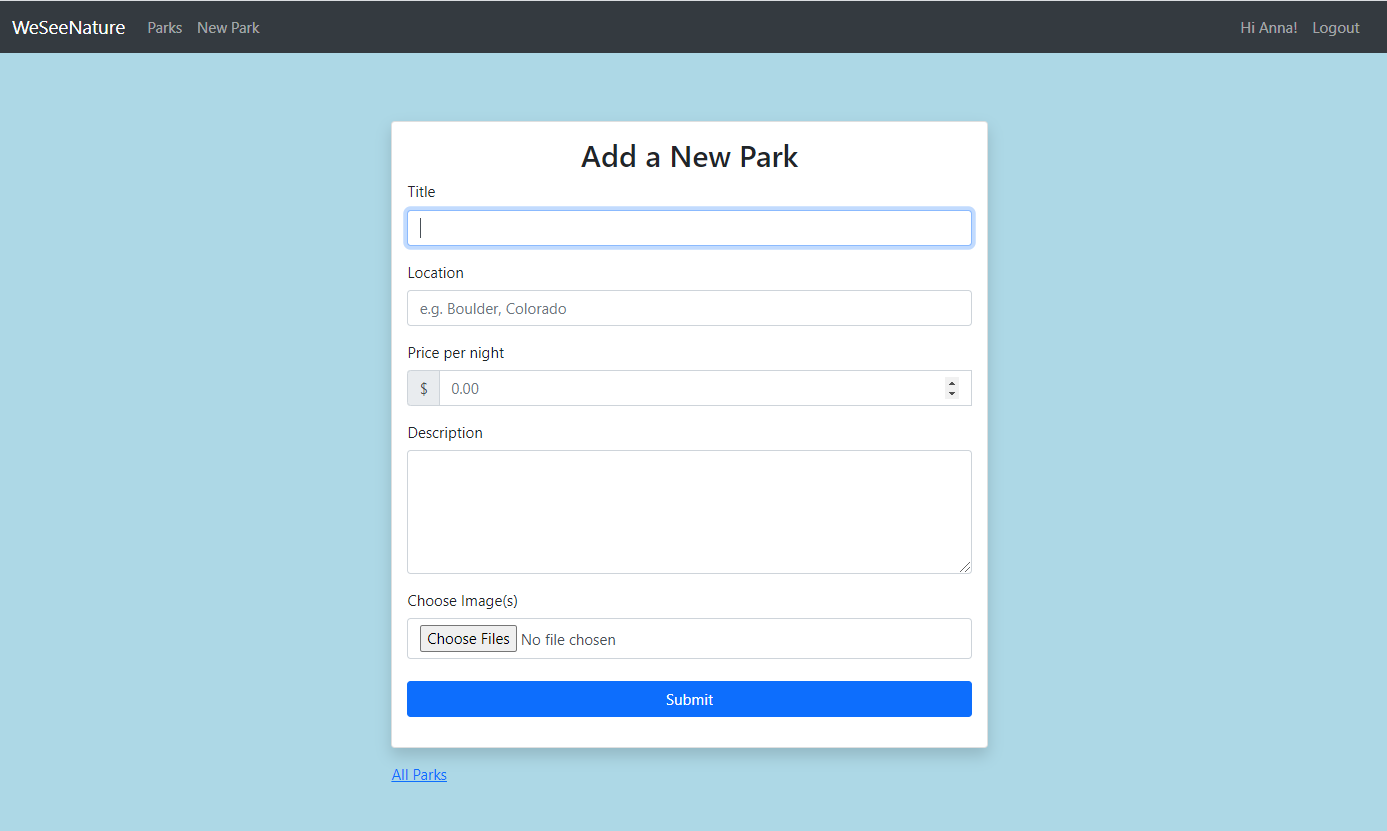 WeSeeNature Parks New Park Hi Anna! Logout
Add a New Park
Title
Location
e.g. Boulder, Colorado
Price per night
$ 0.00
Description
Choose Image(s)
Choose Files No file chosen
Submit
All Parks